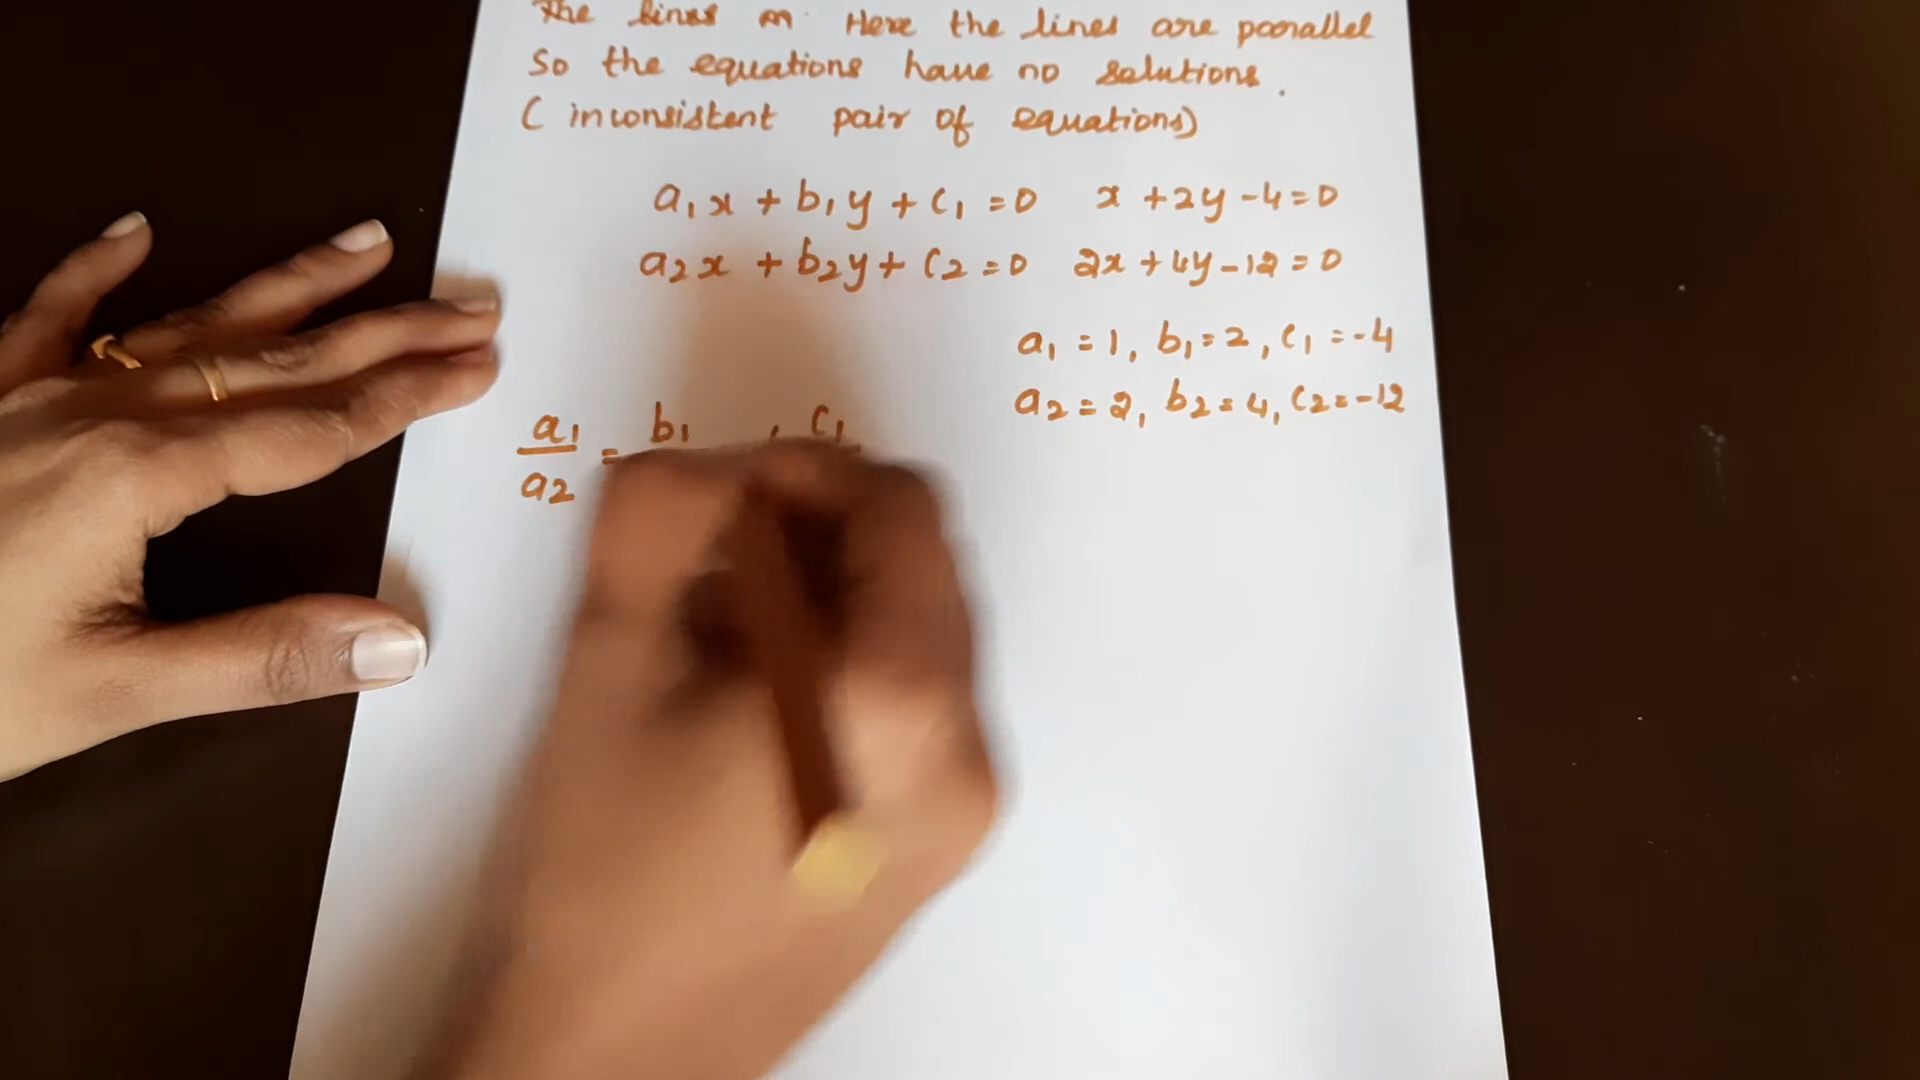 The lines m. Here the lines are parallel
So the equations have no solutions.
( inconsistent pair of equations)
a₁x + b₁y + c₁ = 0 x + 2y - 4 = 0
a₂x + b₂y + c₂ = 0 2x + 4y - 12 = 0
a₁ = 1, b₁ = 2, c₁ = -4
a₂ = 2, b₂ = 4, c₂ = -12
a₁/a₂ = b₁ c₁